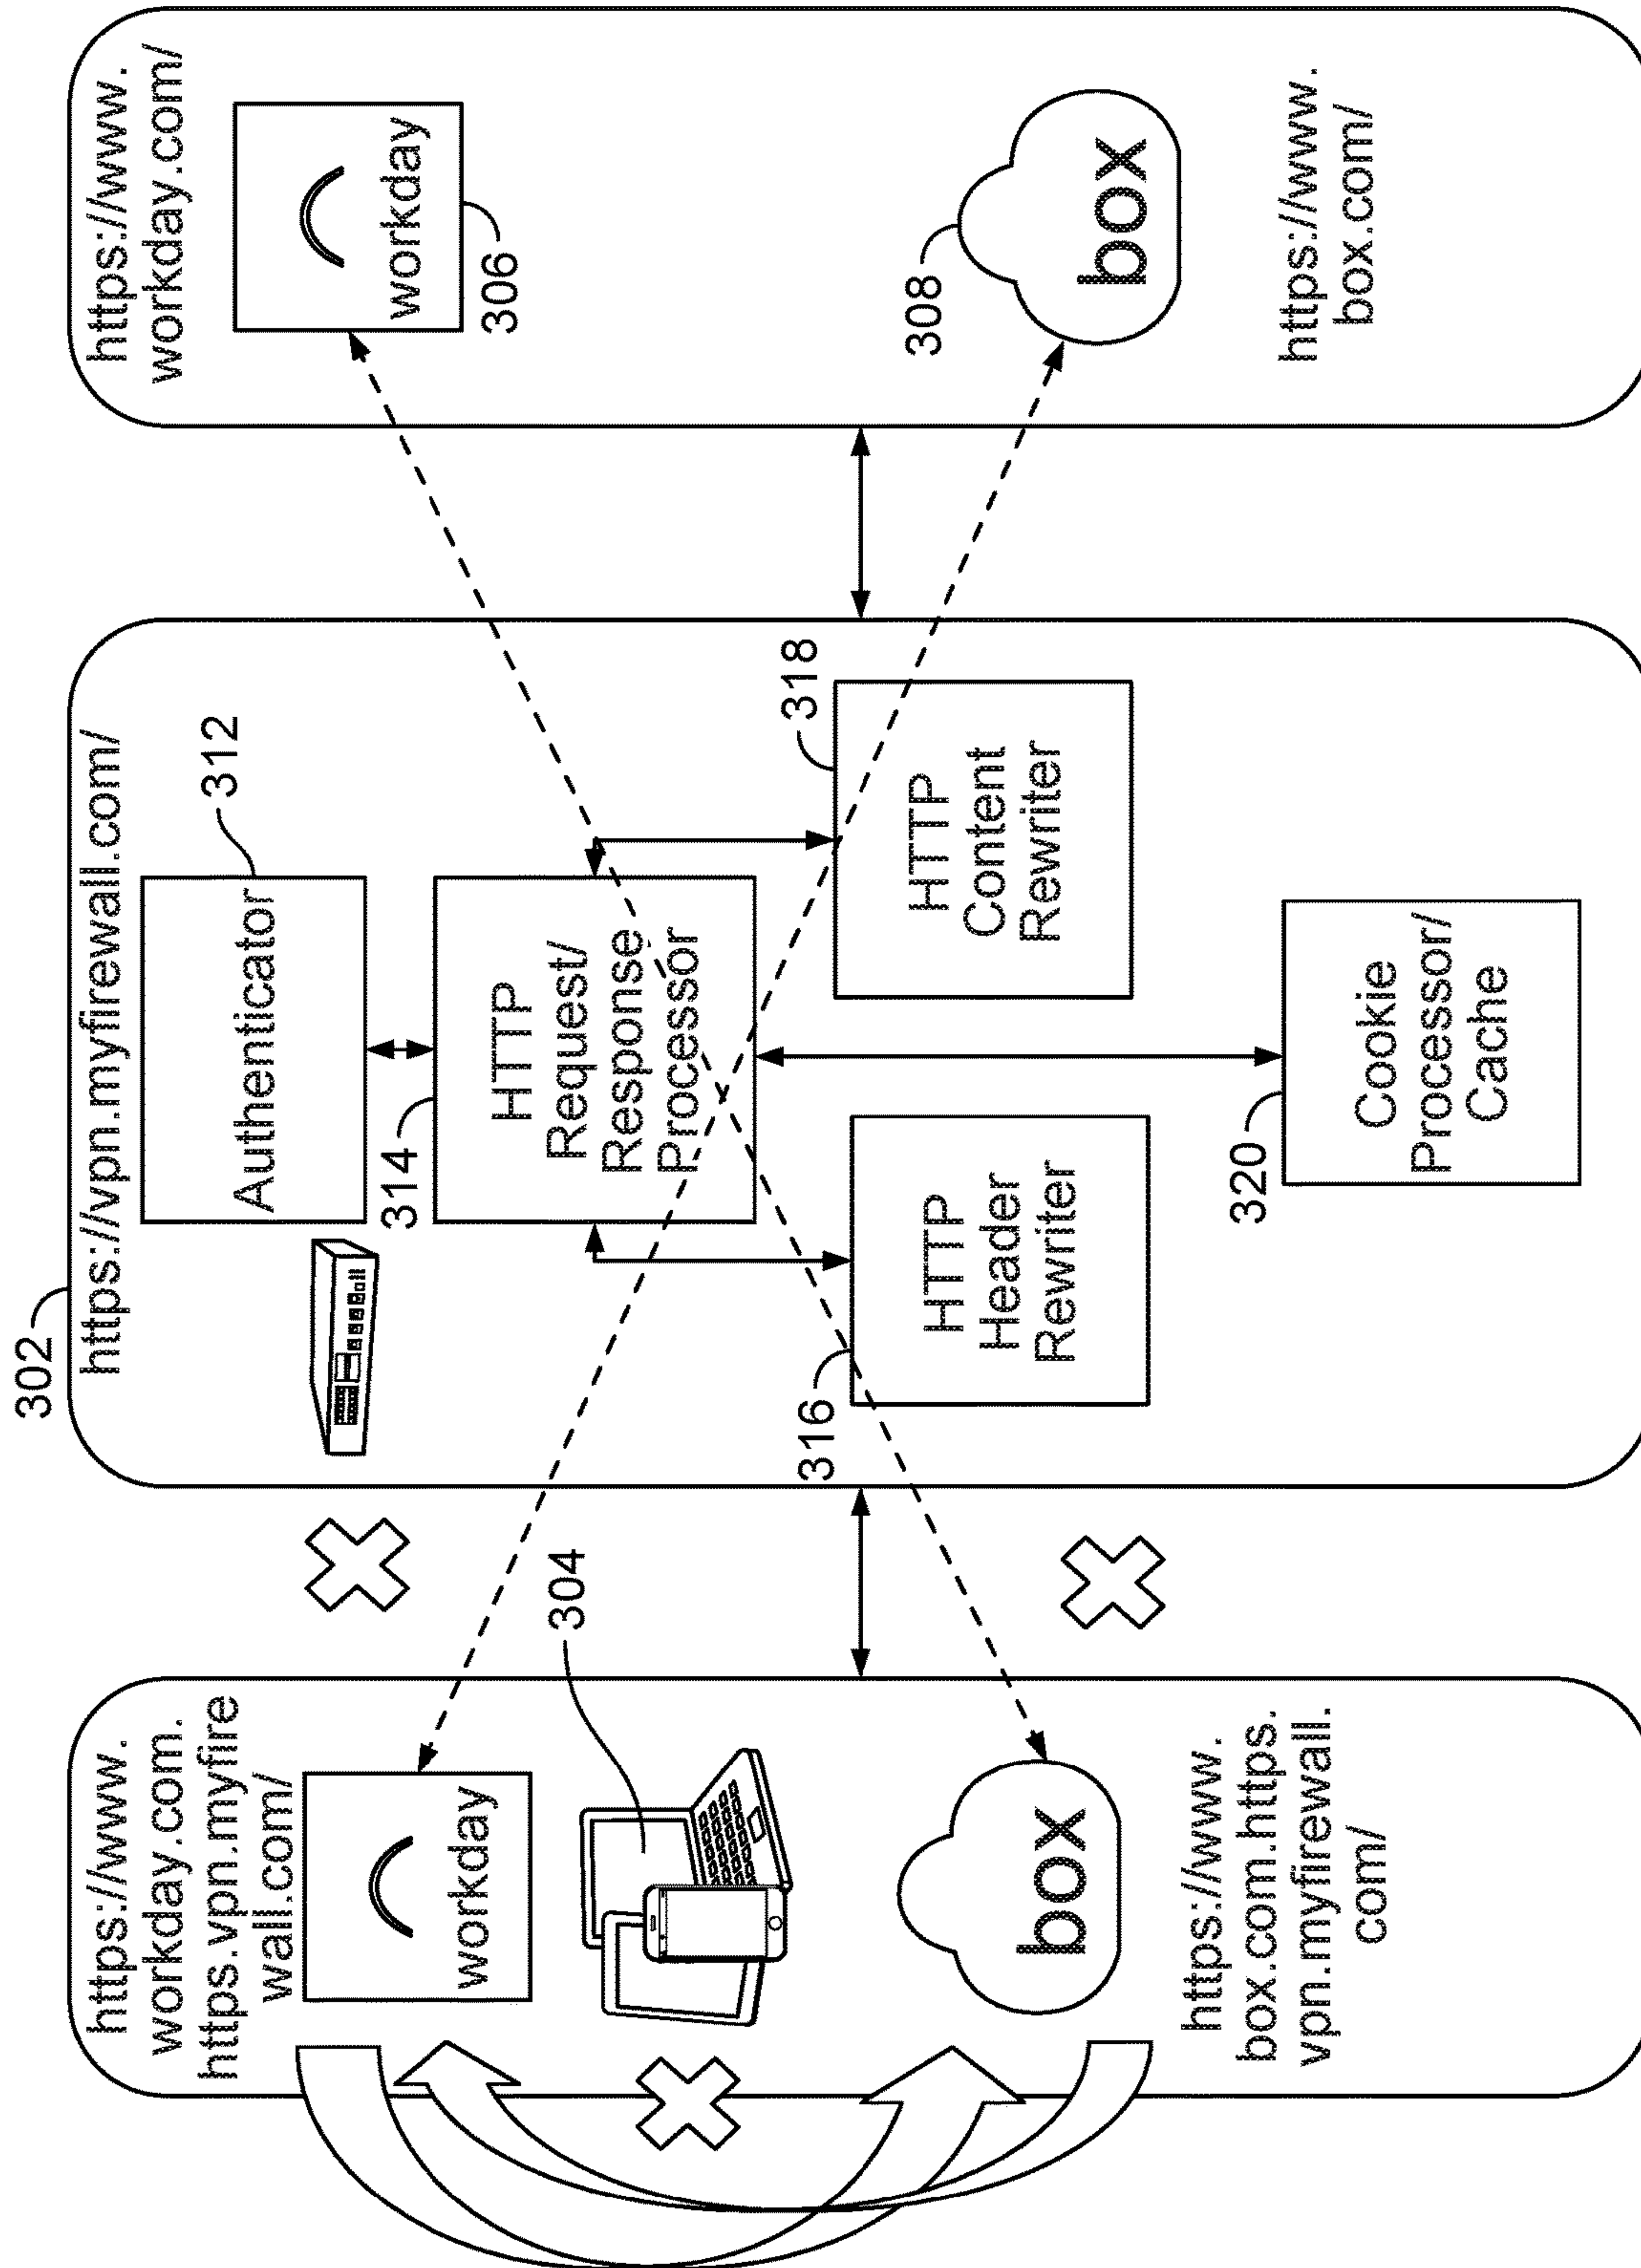 302
https://www.
workday.com.
https.vpn.myfire
wall.com/
workday
304
box
https://www.
box.com.https.
vpn.myfirewall.
com/
https://vpn.myfirewall.com/
Authenticator
312
314
HTTP
Request/
Response
Processor
316
HTTP
Header
Rewriter
318
HTTP
Content
Rewriter
320
Cookie
Processor/
Cache
https://www.
workday.com/
workday
306
308
box
https://www.
box.com/